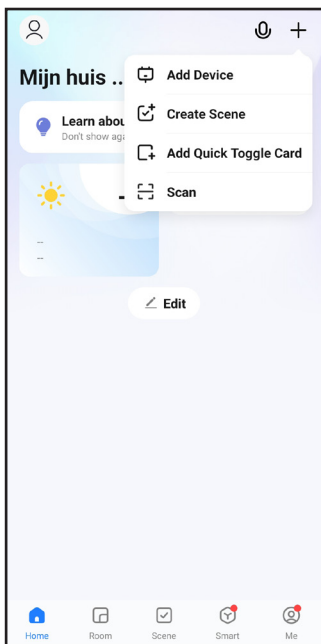 Mijn huis ..
Add Device
Create Scene
Add Quick Toggle Card
Scan
Learn abou
Don't show aga
--
--
Edit
Home
Room
Scene
Smart
Me